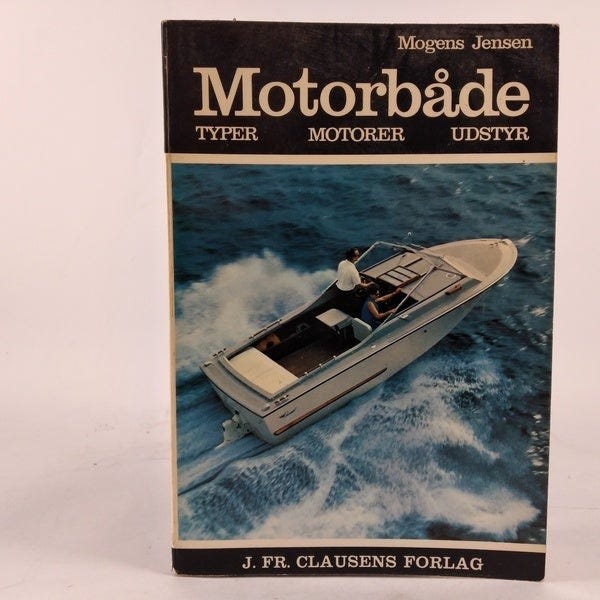 Mogens Jensen
Motorbåde
TYPER MOTORER UDSTYR
J. FR. CLAUSENS FORLAG